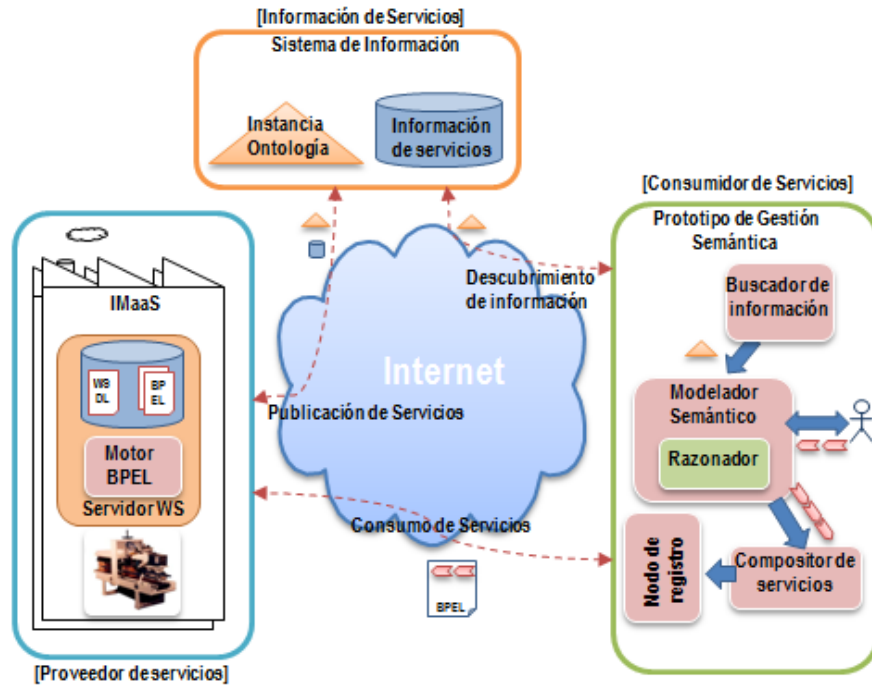 [Información de Servicios]
Sistema de Información
Instancia
Ontología
Información
de servicios
[Consumidor de Servicios]
Prototipo de Gestión
Semántica
Buscador de
información
Descubrimiento
de información
IMaaS
WS
DL
BP
EL
Internet
Publicación de Servicios
Modelador
Semántico
Razonador
Motor
BPEL
Servidor WS
Consumo de Servicios
Nodo de
registro
Compositor de
servicios
BPEL
[Proveedor de servicios]